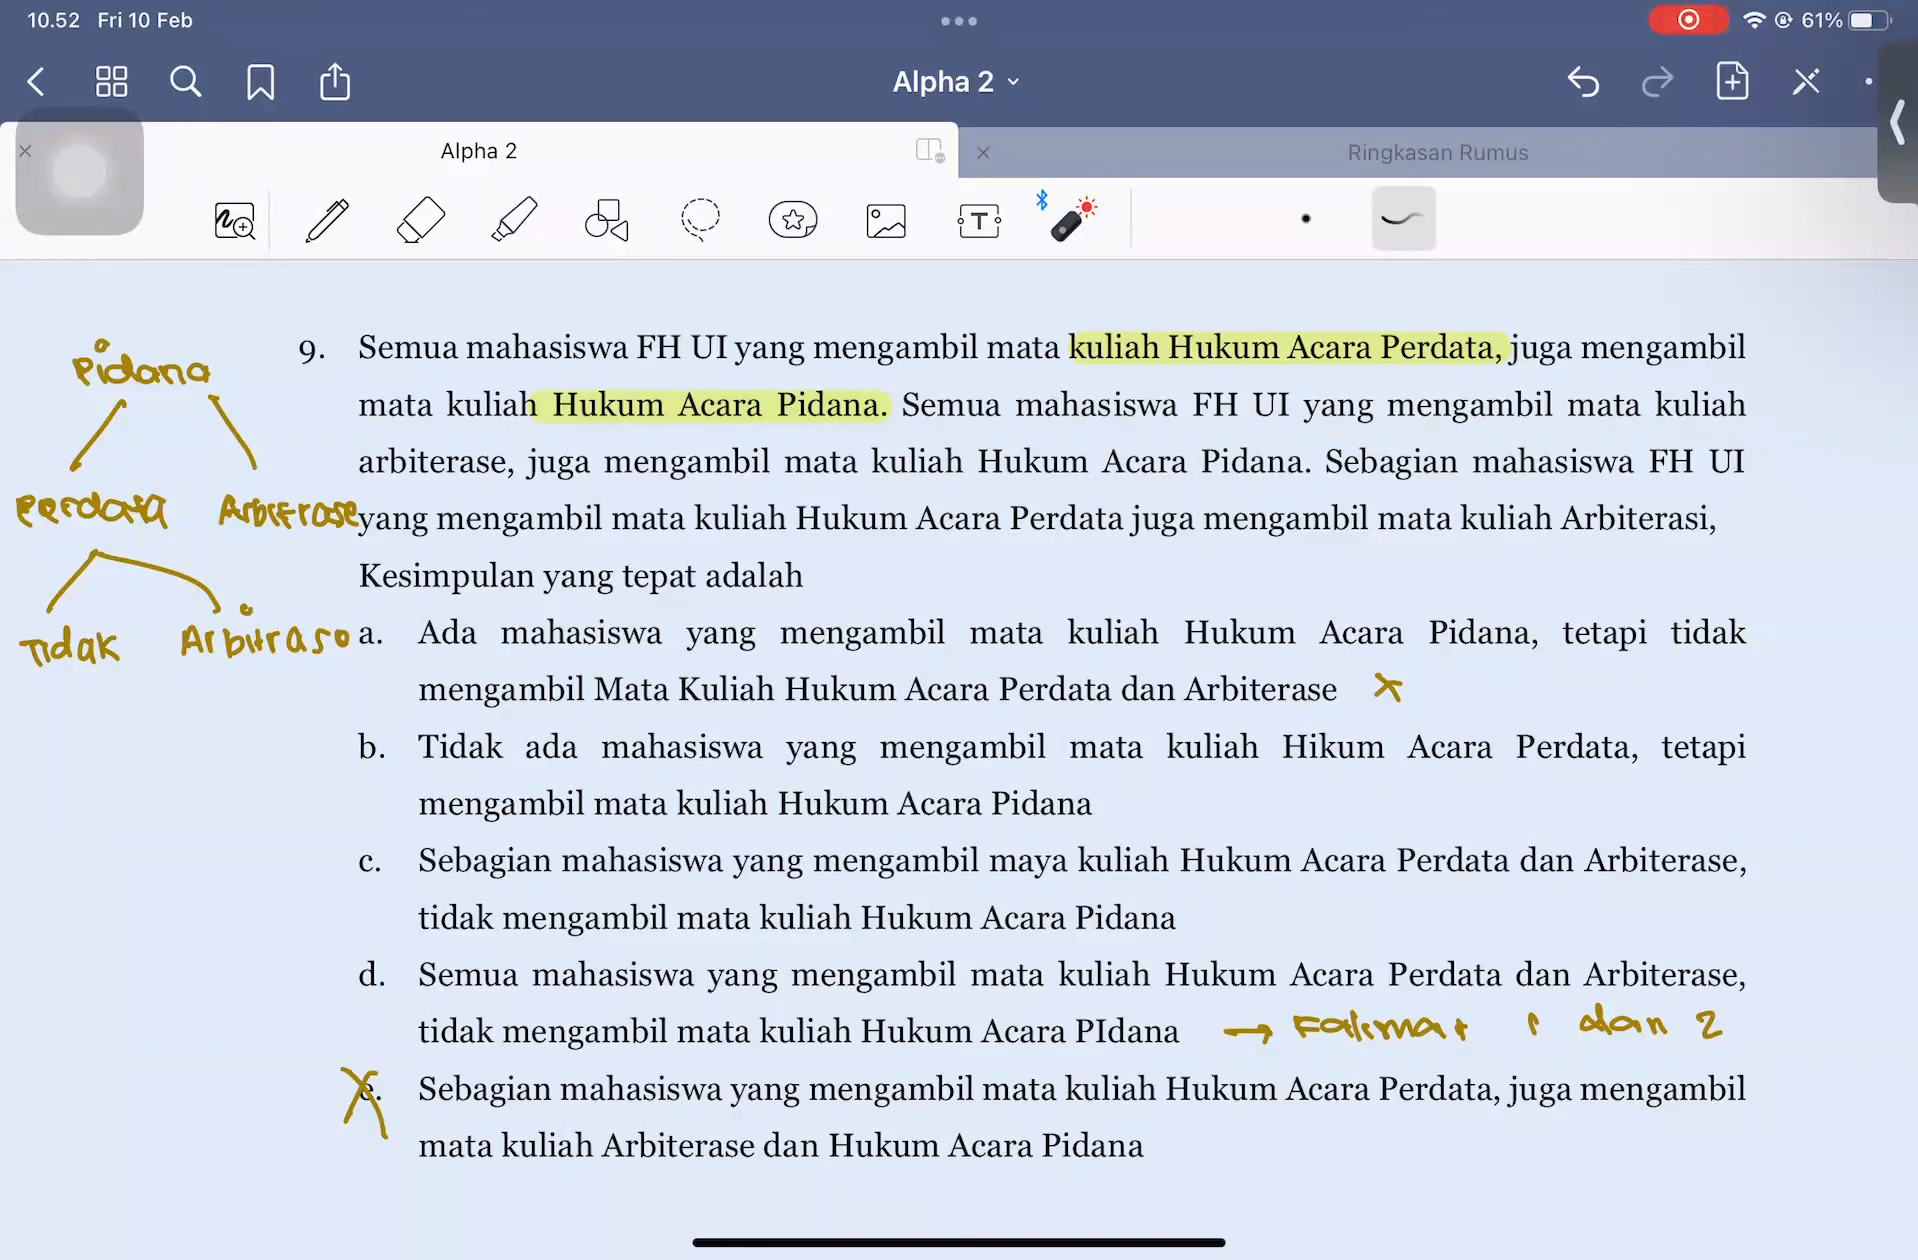 10.52 Fri 10 Feb
61%
Alpha 2
Alpha 2
Ringkasan Rumus
T
9. Semua mahasiswa FH UI yang mengambil mata kuliah Hukum Acara Perdata, juga mengambil
mata kuliah Hukum Acara Pidana. Semua mahasiswa FH UI yang mengambil mata kuliah
arbiterase, juga mengambil mata kuliah Hukum Acara Pidana. Sebagian mahasiswa FH UI
yang mengambil mata kuliah Hukum Acara Perdata juga mengambil mata kuliah Arbiterasi,
Kesimpulan yang tepat adalah
a. Ada mahasiswa yang mengambil mata kuliah Hukum Acara Pidana, tetapi tidak
mengambil Mata Kuliah Hukum Acara Perdata dan Arbiterase
b. Tidak ada mahasiswa yang mengambil mata kuliah Hikum Acara Perdata, tetapi
mengambil mata kuliah Hukum Acara Pidana
c. Sebagian mahasiswa yang mengambil maya kuliah Hukum Acara Perdata dan Arbiterase,
tidak mengambil mata kuliah Hukum Acara Pidana
d. Semua mahasiswa yang mengambil mata kuliah Hukum Acara Perdata dan Arbiterase,
tidak mengambil mata kuliah Hukum Acara PIdana → kalimat 1 dan 2
e. Sebagian mahasiswa yang mengambil mata kuliah Hukum Acara Perdata, juga mengambil
mata kuliah Arbiterase dan Hukum Acara Pidana
Pidana
Perdata Arbitrase
Tidak Arbitrase